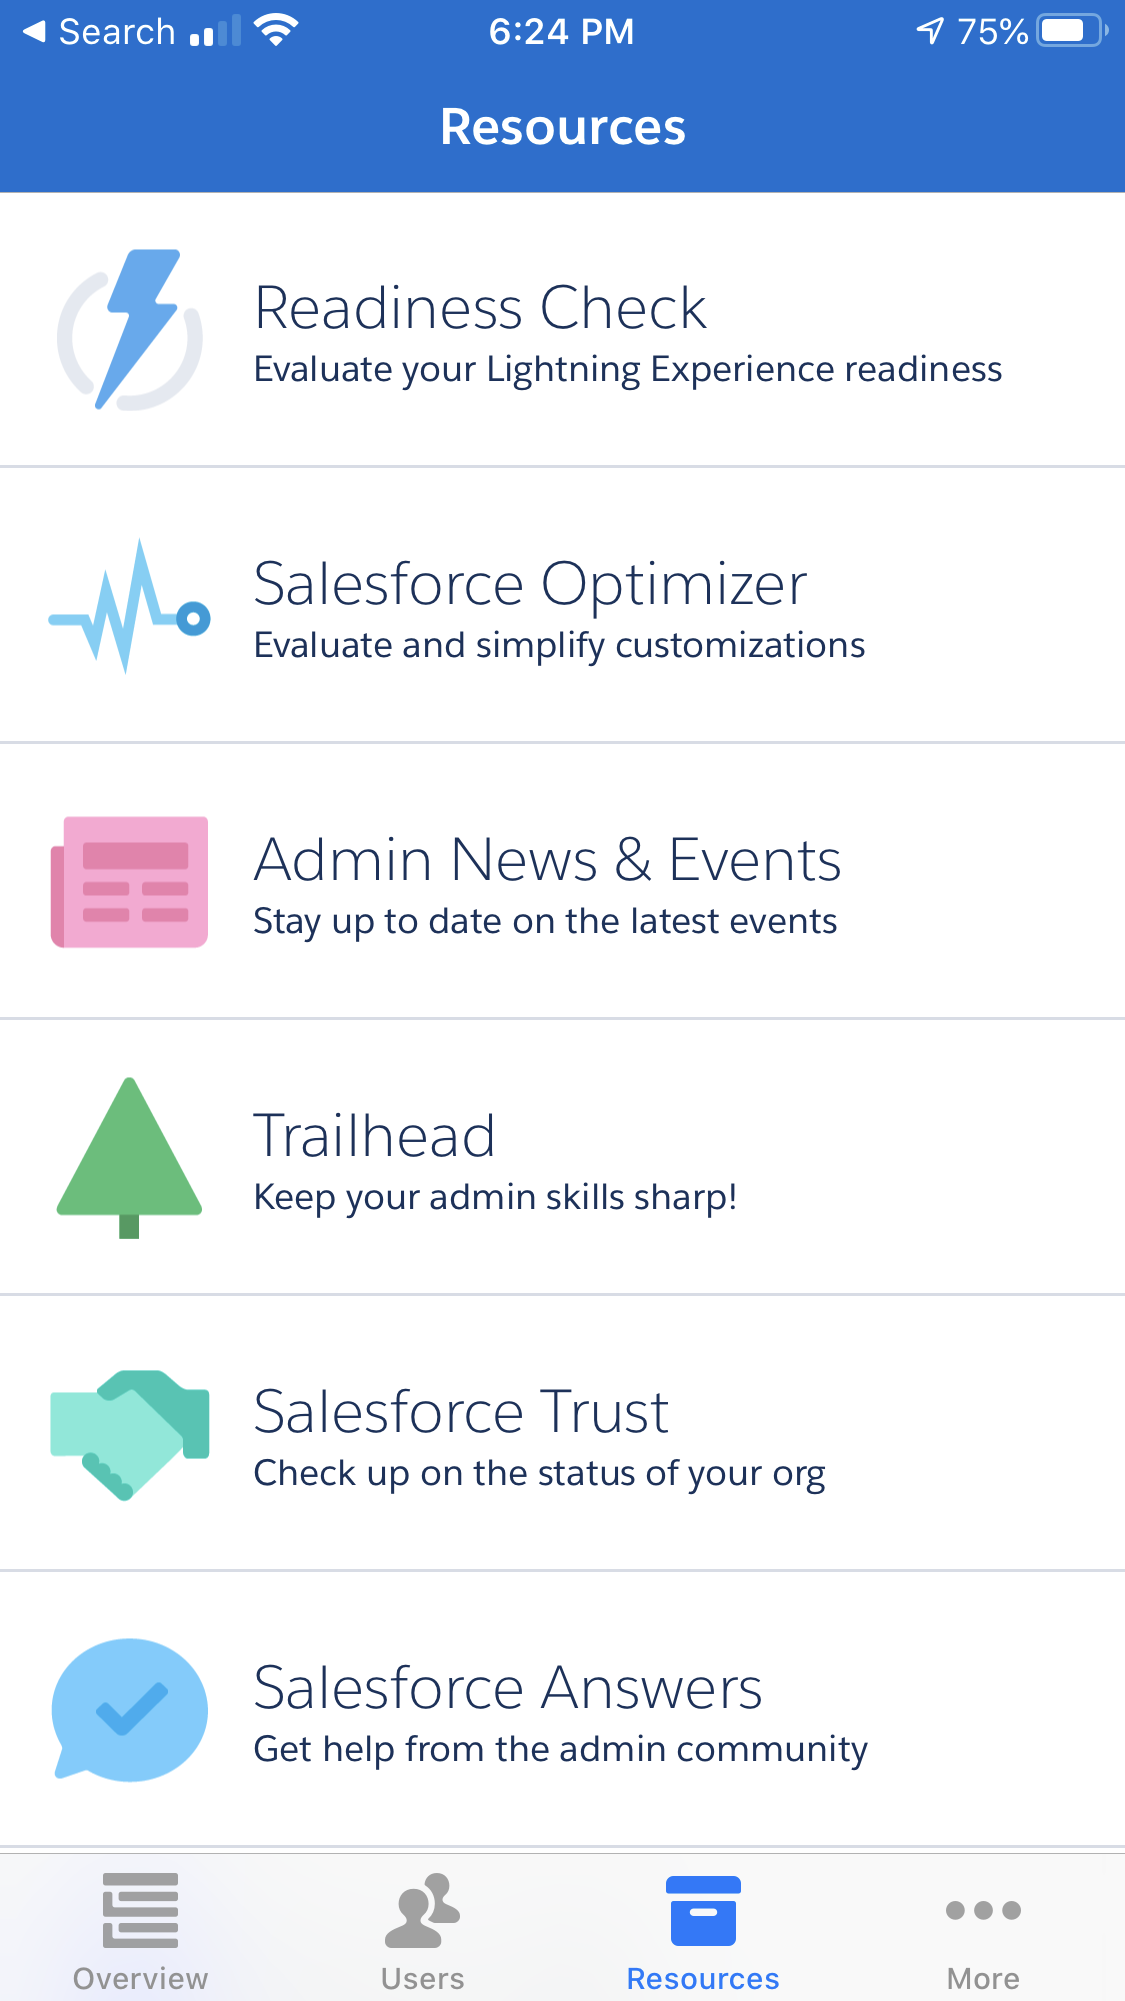 Search 6:24 PM 75%
Resources
Readiness Check
Evaluate your Lightning Experience readiness
Salesforce Optimizer
Evaluate and simplify customizations
Admin News & Events
Stay up to date on the latest events
Trailhead
Keep your admin skills sharp!
Salesforce Trust
Check up on the status of your org
Salesforce Answers
Get help from the admin community
Overview Users Resources More